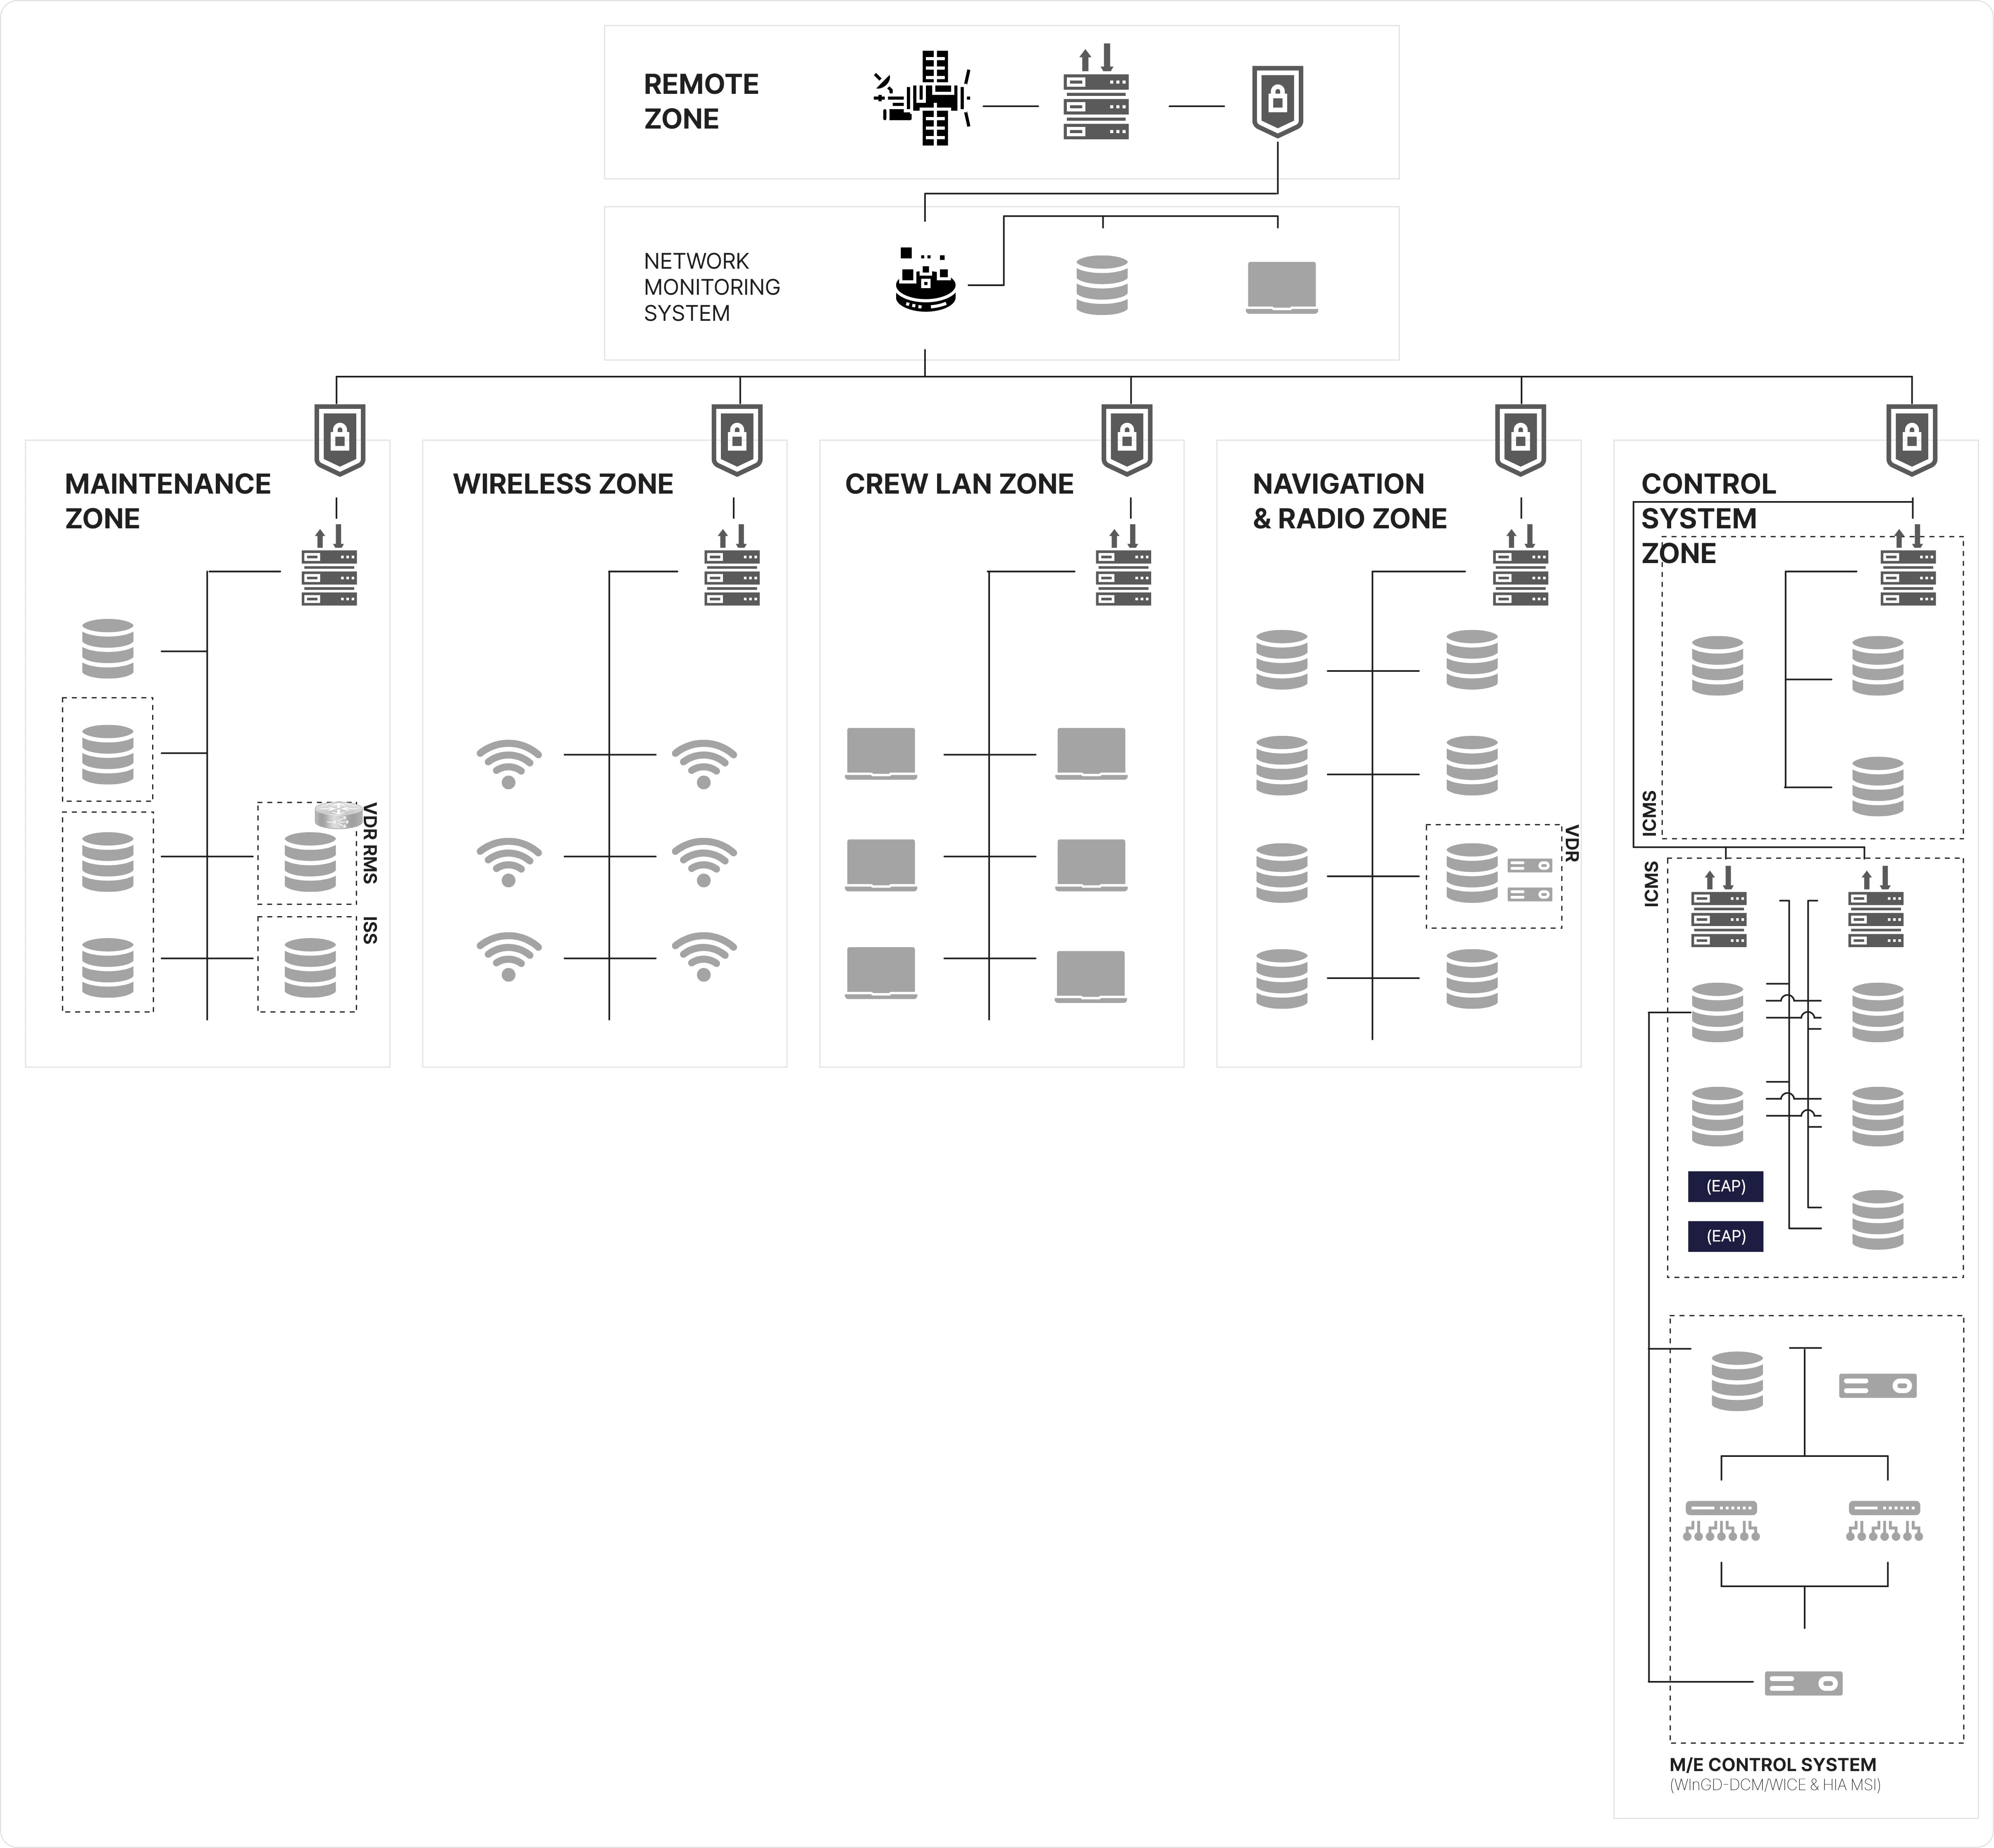 REMOTE
ZONE
NETWORK
MONITORING
SYSTEM
MAINTENANCE
ZONE
WIRELESS ZONE
CREW LAN ZONE
NAVIGATION
& RADIO ZONE
CONTROL
SYSTEM
ZONE
VDR RMS
ISS
VDR
ICMS
ICMS
(EAP)
(EAP)
M/E CONTROL SYSTEM
(WInGD-DCM/WICE & HIA MSI)